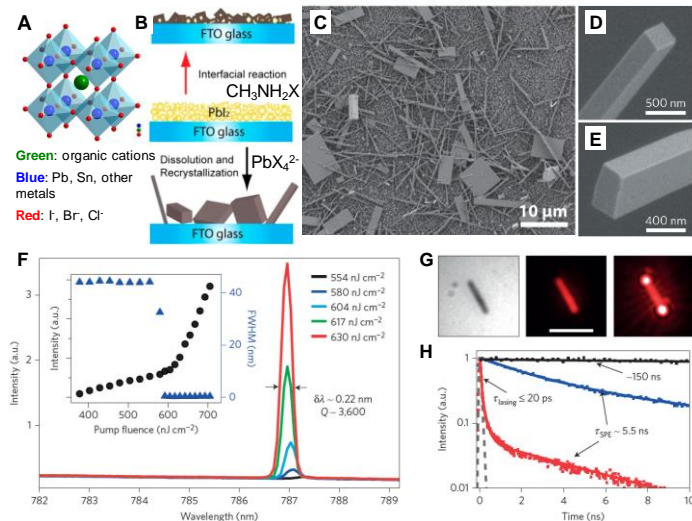 A
Green: organic cations
Blue: Pb, Sn, other
metals
Red: I-, Br-, Cl-
B
FTO glass
Interfacial reaction
CH3NH2X
PbI2
FTO glass
Dissolution and
Recrystallization
PbX4 2-
FTO glass
C
10 μm
D
500 nm
E
400 nm
F
3
2
1
Intensity (a.u.)
Intensity (a.u.)
40
20
0
FWHM (nm)
400 500 600 700
Pump fluence (nJ cm−2)
554 nJ cm−2
580 nJ cm−2
604 nJ cm−2
617 nJ cm−2
630 nJ cm−2
δλ ~ 0.22 nm
Q ~ 3,600
782 783 784 785 786 787 788 789
Wavelength (nm)
G
H
1
0.1
0.01
Intensity (a.u.)
~150 ns
τlasing ≤ 20 ps
τSPE ~ 5.5 ns
0 2 4 6 8 10
Time (ns)